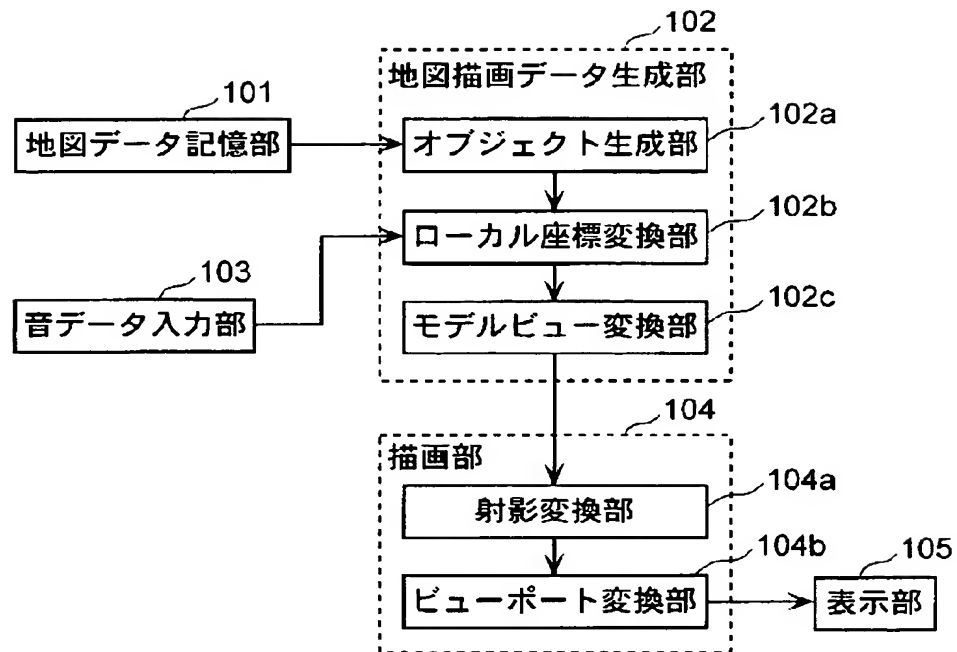 102
地図描画データ生成部
101
地図データ記憶部
102a
オブジェクト生成部
102b
ローカル座標変換部
103
音データ入力部
102c
モデルビュー変換部
104
描画部
104a
射影変換部
104b
ビューポート変換部
105
表示部